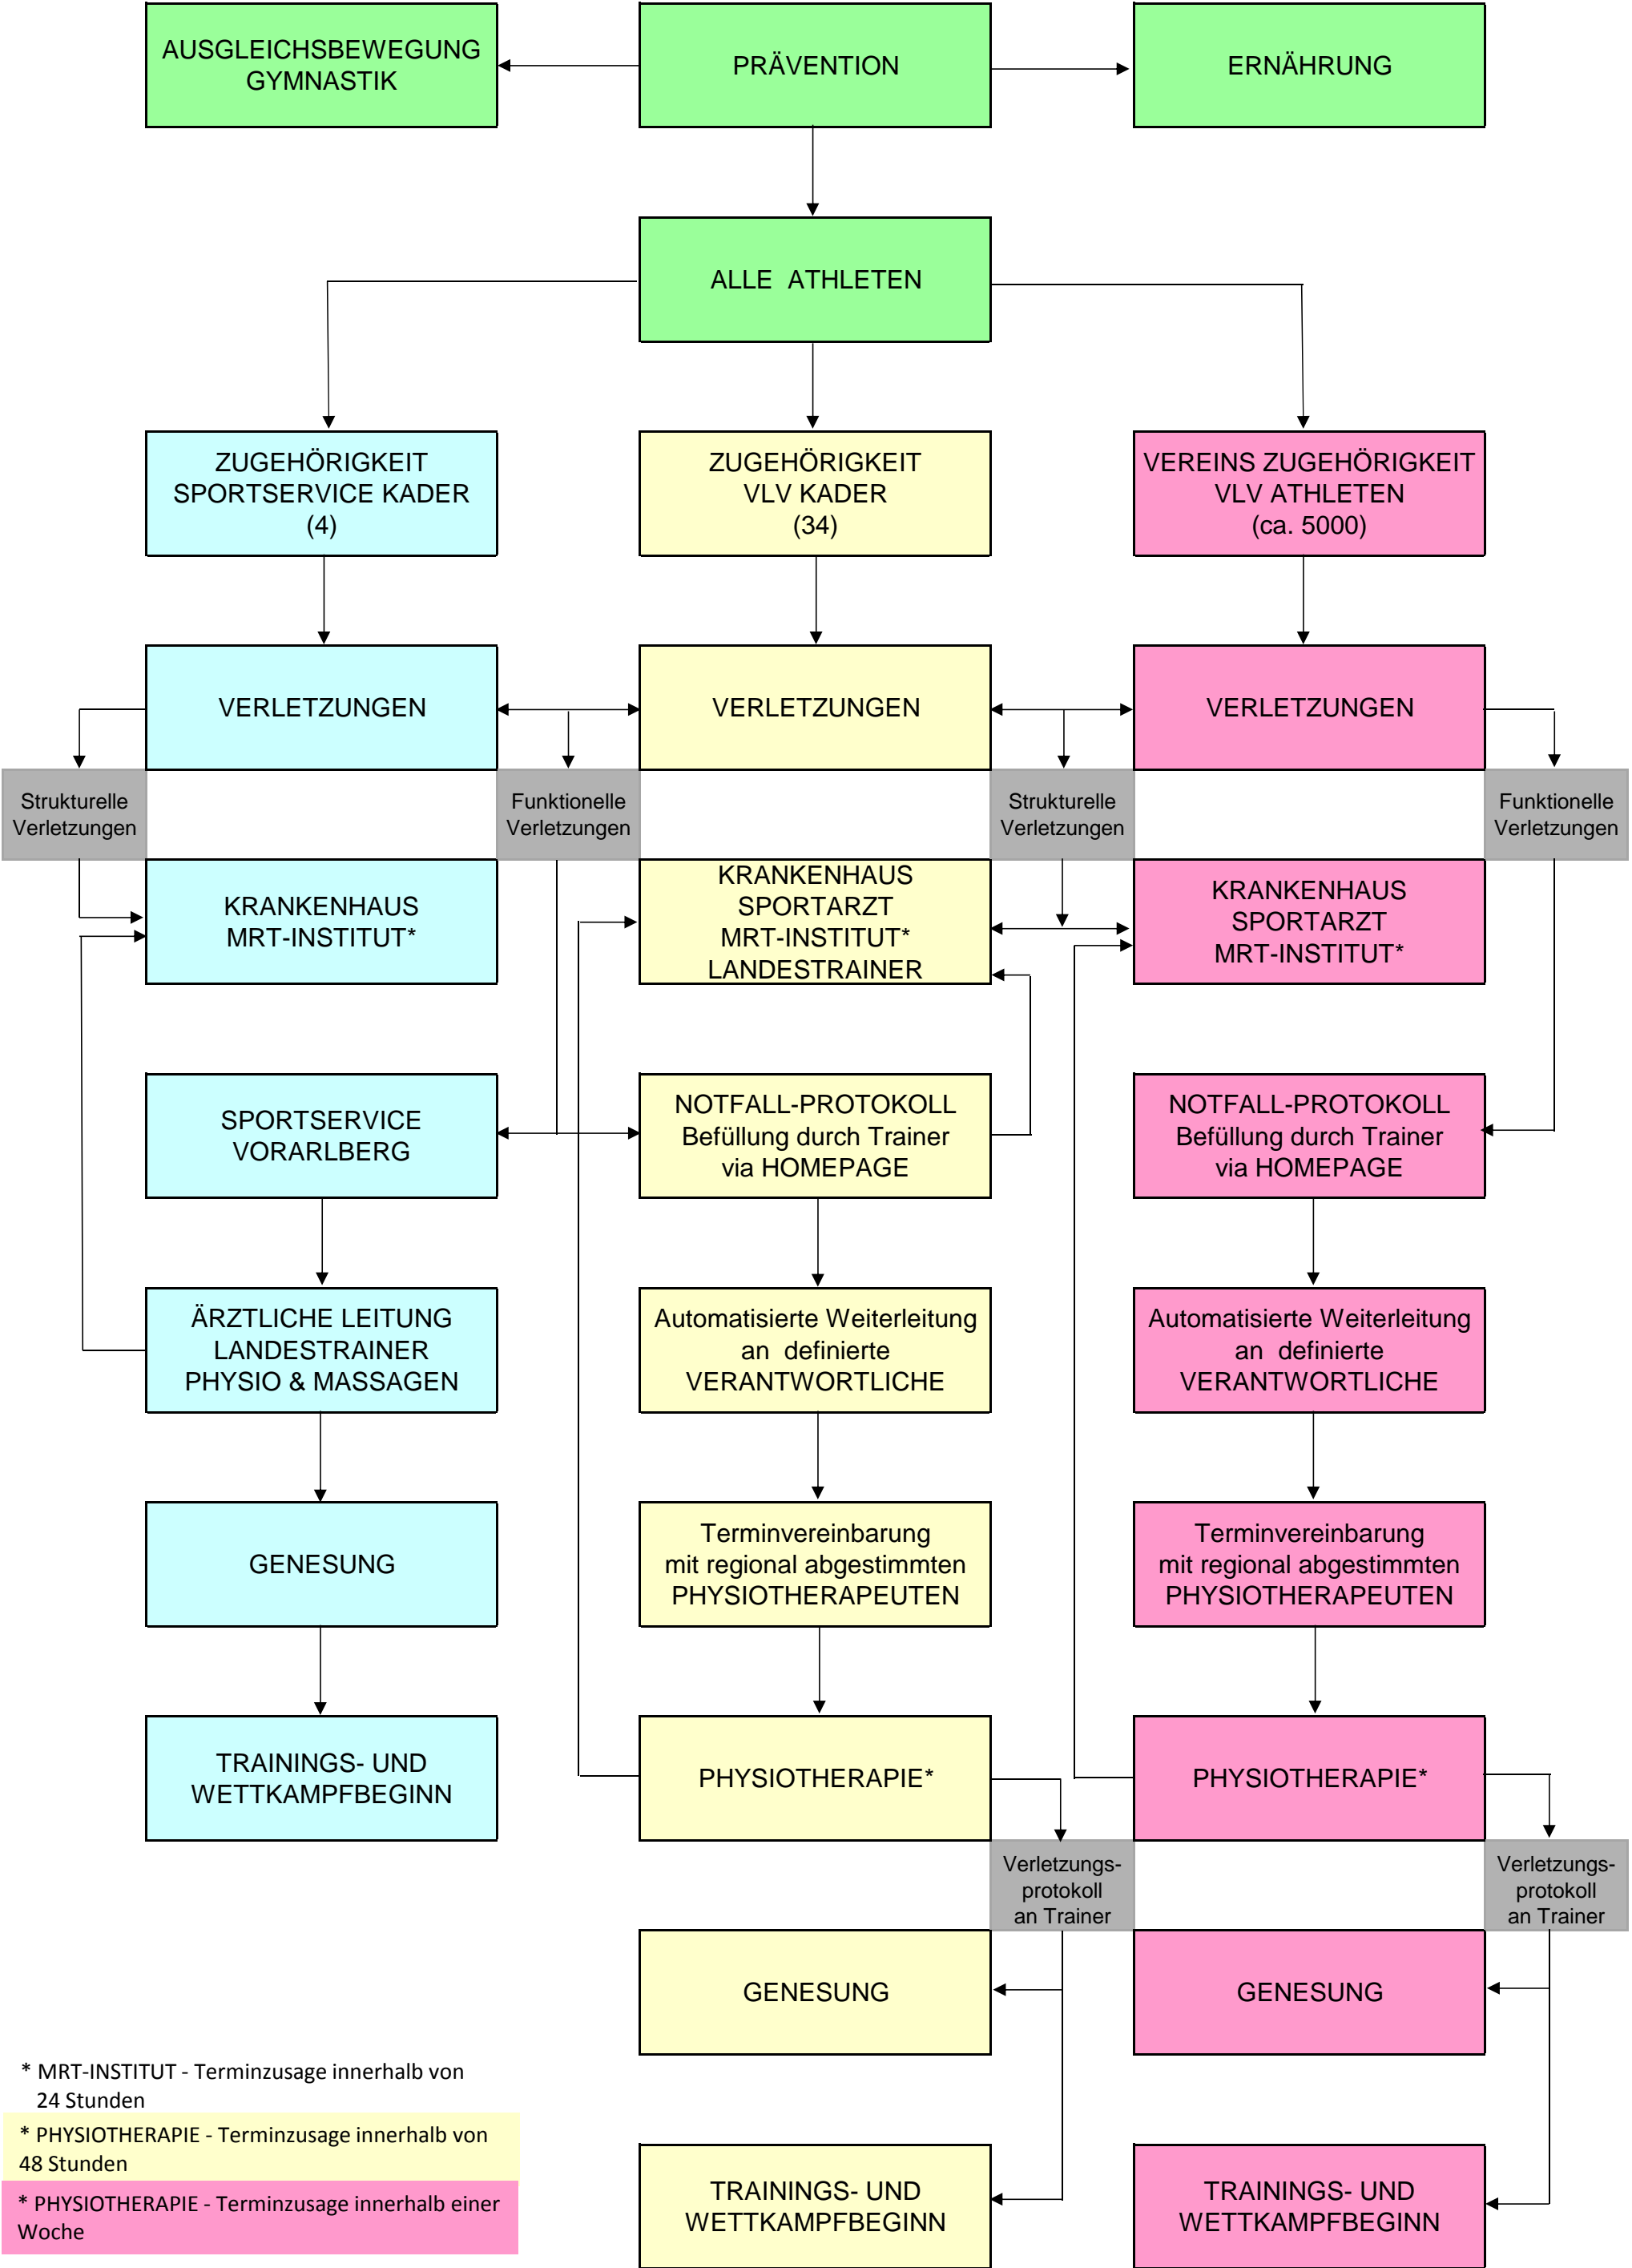 AUSGLEICHSBEWEGUNG
GYMNASTIK
PRÄVENTION
ERNÄHRUNG
ALLE ATHLETEN
ZUGEHÖRIGKEIT
SPORTSERVICE KADER
(4)
ZUGEHÖRIGKEIT
VLV KADER
(34)
VEREINS ZUGEHÖRIGKEIT
VLV ATHLETEN
(ca. 5000)
VERLETZUNGEN
VERLETZUNGEN
VERLETZUNGEN
Strukturelle
Verletzungen
Funktionelle
Verletzungen
Strukturelle
Verletzungen
Funktionelle
Verletzungen
KRANKENHAUS
MRT-INSTITUT*
KRANKENHAUS
SPORTARZT
MRT-INSTITUT*
LANDESTRAINER
KRANKENHAUS
SPORTARZT
MRT-INSTITUT*
SPORTSERVICE
VORARLBERG
NOTFALL-PROTOKOLL
Befüllung durch Trainer
via HOMEPAGE
NOTFALL-PROTOKOLL
Befüllung durch Trainer
via HOMEPAGE
ÄRZTLICHE LEITUNG
LANDESTRAINER
PHYSIO & MASSAGEN
Automatisierte Weiterleitung
an definierte
VERANTWORTLICHE
Automatisierte Weiterleitung
an definierte
VERANTWORTLICHE
GENESUNG
Terminvereinbarung
mit regional abgestimmten
PHYSIOTHERAPEUTEN
Terminvereinbarung
mit regional abgestimmten
PHYSIOTHERAPEUTEN
TRAININGS- UND
WETTKAMPFBEGINN
PHYSIOTHERAPIE*
PHYSIOTHERAPIE*
Verletzungs-
protokoll
an Trainer
Verletzungs-
protokoll
an Trainer
GENESUNG
GENESUNG
* MRT-INSTITUT - Terminzusage innerhalb von
24 Stunden
* PHYSIOTHERAPIE - Terminzusage innerhalb von
48 Stunden
* PHYSIOTHERAPIE - Terminzusage innerhalb einer
Woche
TRAININGS- UND
WETTKAMPFBEGINN
TRAININGS- UND
WETTKAMPFBEGINN